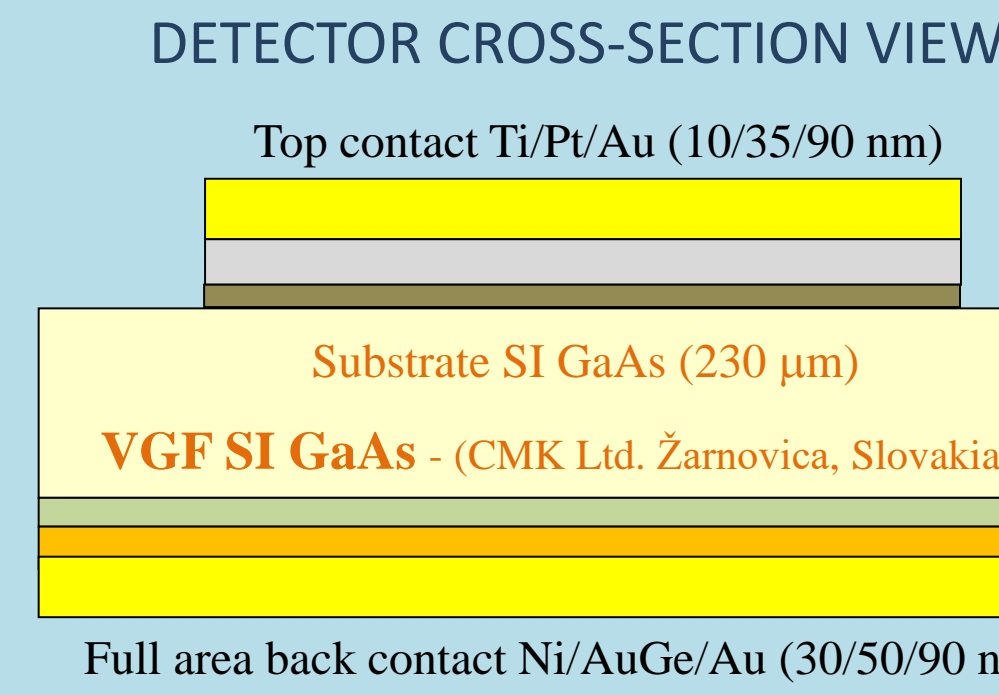 DETECTOR CROSS-SECTION VIEW
Top contact Ti/Pt/Au (10/35/90 nm)
Substrate SI GaAs (230 μm)
VGF SI GaAs - (CMK Ltd. Žarnovica, Slovakia
Full area back contact Ni/AuGe/Au (30/50/90 n